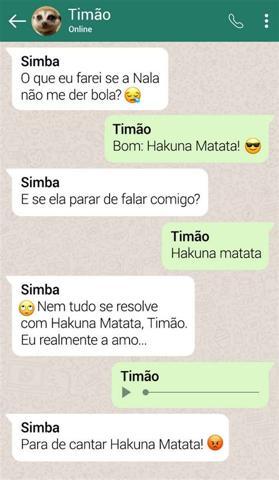 Timão
Online
Simba
O que eu farei se a Nala
não me der bola? 😪
Timão
Bom: Hakuna Matata! 😎
Simba
E se ela parar de falar comigo?
Timão
Hakuna matata
Simba
🙄 Nem tudo se resolve
com Hakuna Matata, Timão.
Eu realmente a amo...
Timão
Simba
Para de cantar Hakuna Matata! 😡